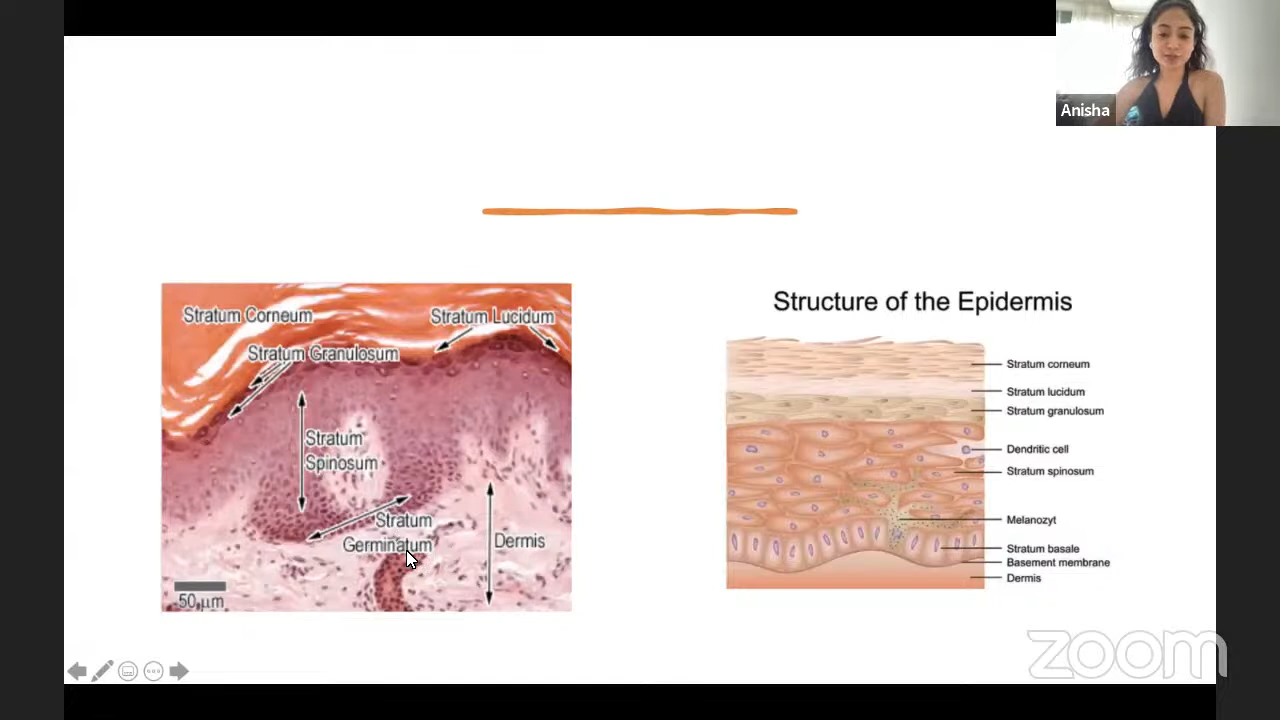 Anisha
Stratum Corneum
Stratum Lucidum
Stratum Granulosum
Stratum
Spinosum
Stratum
Germinatum
Dermis
50 µm
Structure of the Epidermis
Stratum corneum
Stratum lucidum
Stratum granulosum
Dendritic cell
Stratum spinosum
Melanozyt
Stratum basale
Basement membrane
Dermis
zoom